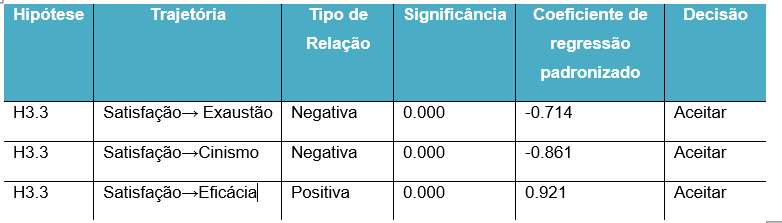 Hipótese Trajetória Tipo de Relação Significância Coeficiente de regressão padronizado Decisão
H3.3 Satisfação→ Exaustão Negativa 0.000 -0.714 Aceitar
H3.3 Satisfação→Cinismo Negativa 0.000 -0.861 Aceitar
H3.3 Satisfação→Eficácia Positiva 0.000 0.921 Aceitar